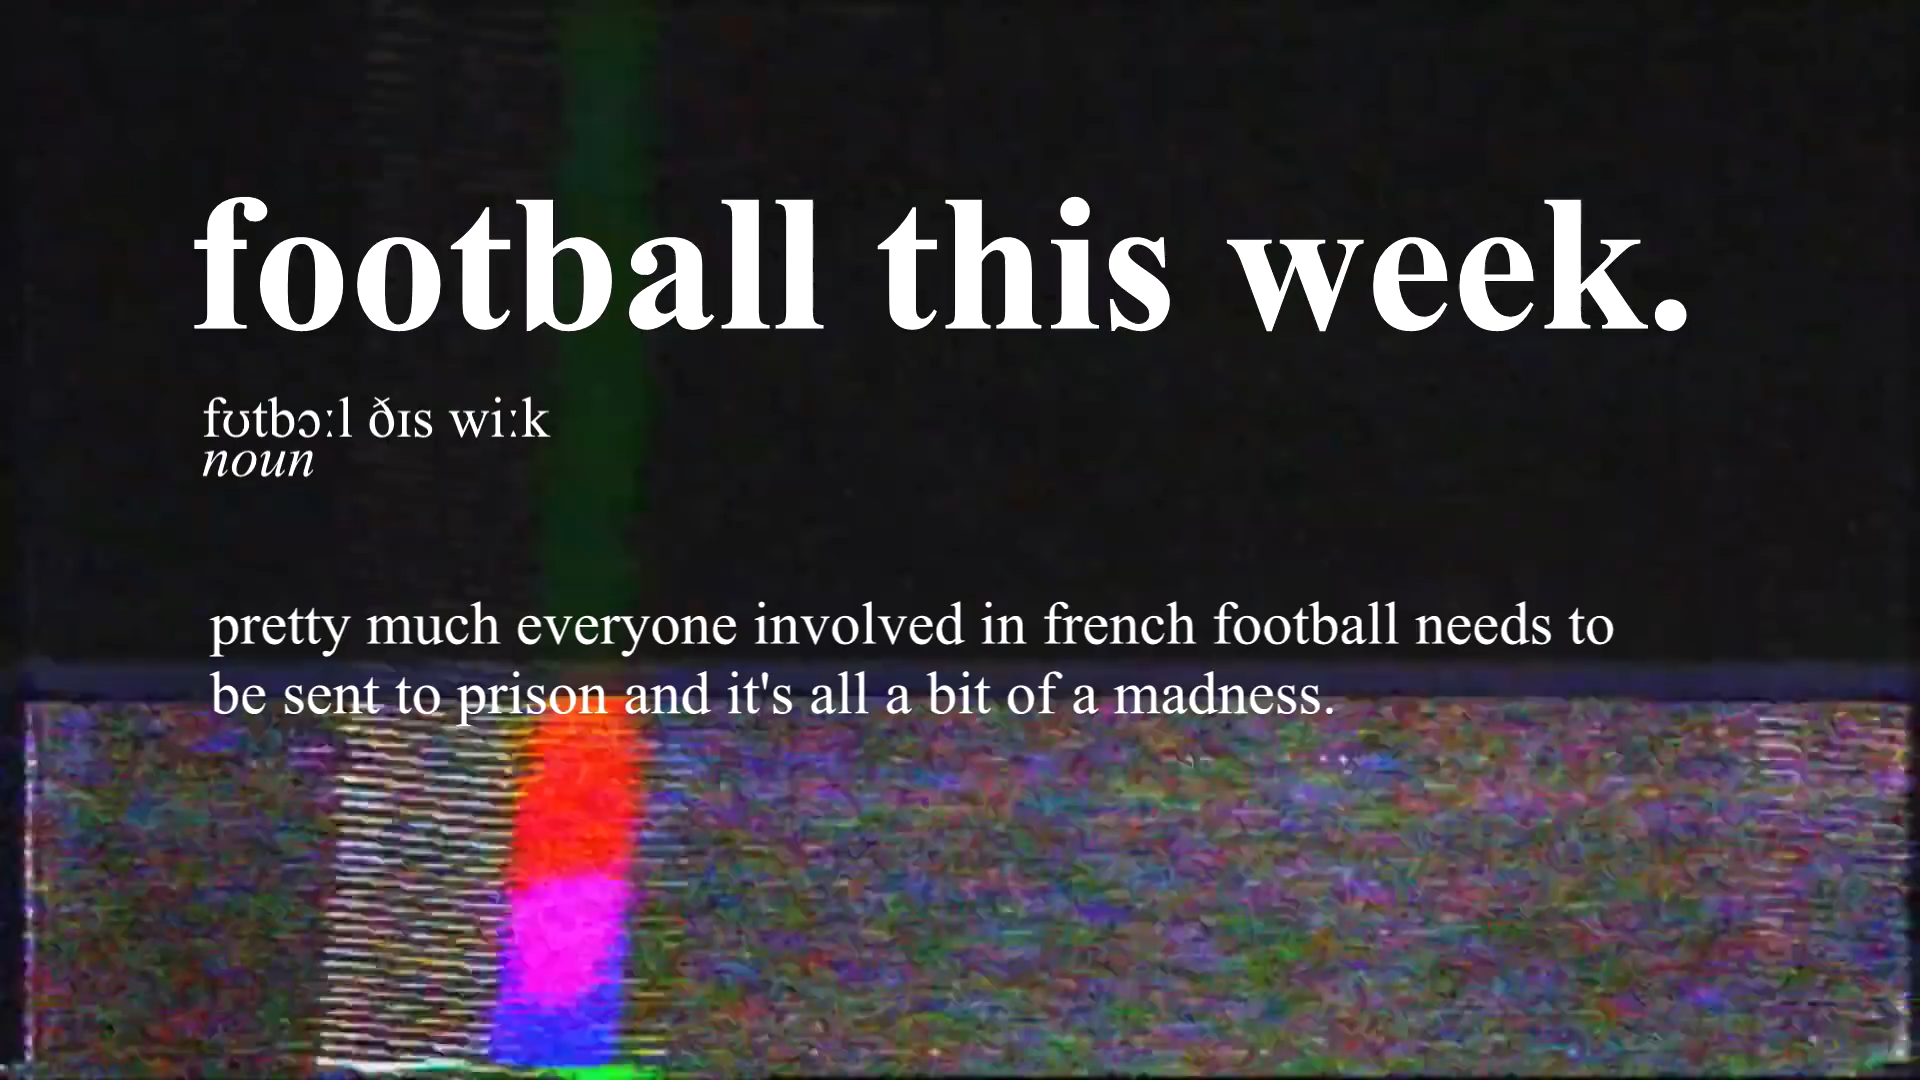 football this week.
fʊtbɔːl ðɪs wiːk
noun
pretty much everyone involved in french football needs to
be sent to prison and it's all a bit of a madness.